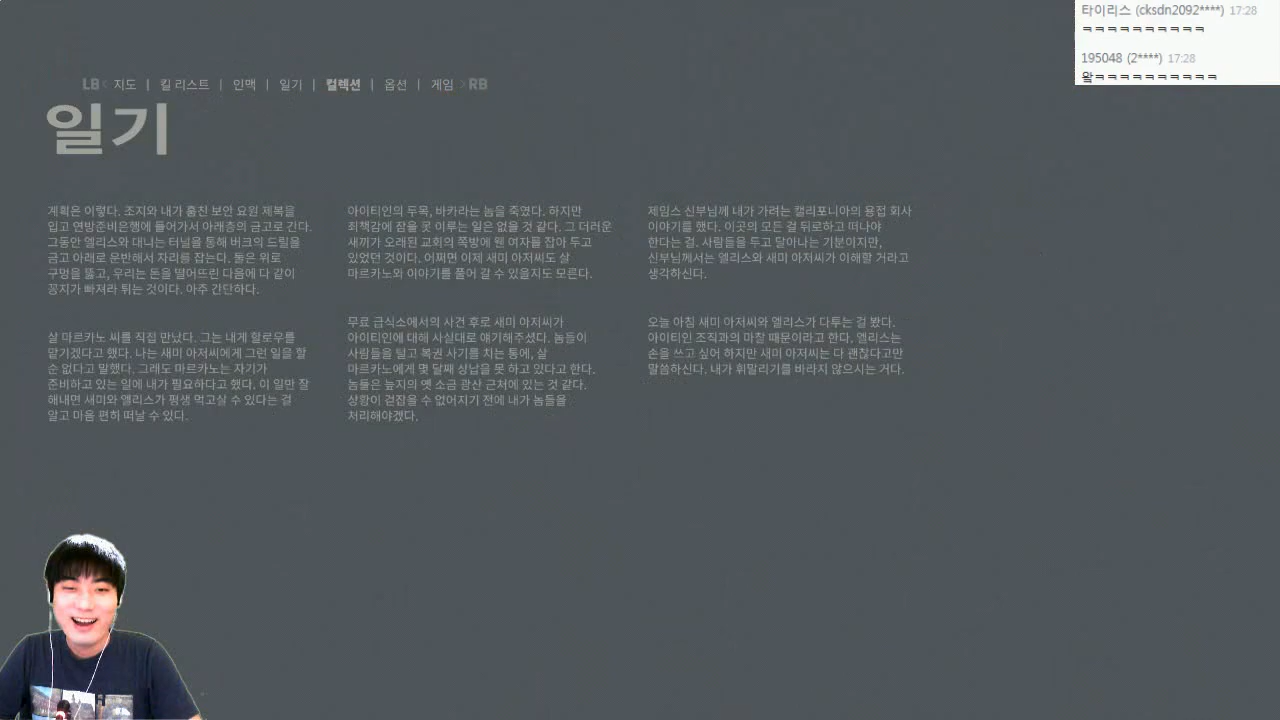 타이리스 (cksdn2092****) 17:28
ㅋㅋㅋㅋㅋㅋㅋㅋㅋㅋ
195048 (2****) 17:28
왘ㅋㅋㅋㅋㅋㅋㅋㅋㅋㅋ
LB 지도 | 킬 리스트 | 인맥 | 일기 | 컬렉션 | 옵션 | 게임 RB
일기
계획은 이렇다. 조지와 내가 훔친 보안 요원 제복을
입고 연방준비은행에 들어가서 아래층의 금고로 간다.
그동안 엘리스와 대니는 터널을 통해 버크의 드릴을
금고 아래로 운반해서 자리를 잡는다. 둘은 위로
구멍을 뚫고, 우리는 돈을 떨어뜨린 다음에 다 같이
꽁지가 빠져라 튀는 것이다. 아주 간단하다.
살 마르카노 씨를 직접 만났다. 그는 내게 할로우를
맡기겠다고 했다. 나는 새미 아저씨에게 그런 일을 할
순 없다고 말했다. 그래도 마르카노는 자기가
준비하고 있는 일에 내가 필요하다고 했다. 이 일만 잘
해내면 새미와 엘리스가 평생 먹고살 수 있다는 걸
알고 마음 편히 떠날 수 있다.
아이티인의 두목, 바카라는 놈을 죽였다. 하지만
죄책감에 잠을 못 이루는 일은 없을 것 같다. 그 더러운
새끼가 오래된 교회의 쪽방에 웬 여자를 잡아 두고
있었던 것이다. 어쩌면 이제 새미 아저씨도 살
마르카노와 이야기를 풀어 갈 수 있을지도 모른다.
무료 급식소에서의 사건 후로 새미 아저씨가
아이티인에 대해 사실대로 얘기해주셨다. 놈들이
사람들을 털고 복권 사기를 치는 통에, 살
마르카노에게 몇 달째 상납을 못 하고 있다고 한다.
놈들은 늪지의 옛 소금 광산 근처에 있는 것 같다.
상황이 걷잡을 수 없어지기 전에 내가 놈들을
처리해야겠다.
제임스 신부님께 내가 가려는 캘리포니아의 용접 회사
이야기를 했다. 이곳의 모든 걸 뒤로하고 떠나야
한다는 걸. 사람들을 두고 달아나는 기분이지만,
신부님께서는 엘리스와 새미 아저씨가 이해할 거라고
생각하신다.
오늘 아침 새미 아저씨와 엘리스가 다투는 걸 봤다.
아이티인 조직과의 마찰 때문이라고 한다. 엘리스는
손을 쓰고 싶어 하지만 새미 아저씨는 다 괜찮다고만
말씀하신다. 내가 휘말리기를 바라지 않으시는 거다.